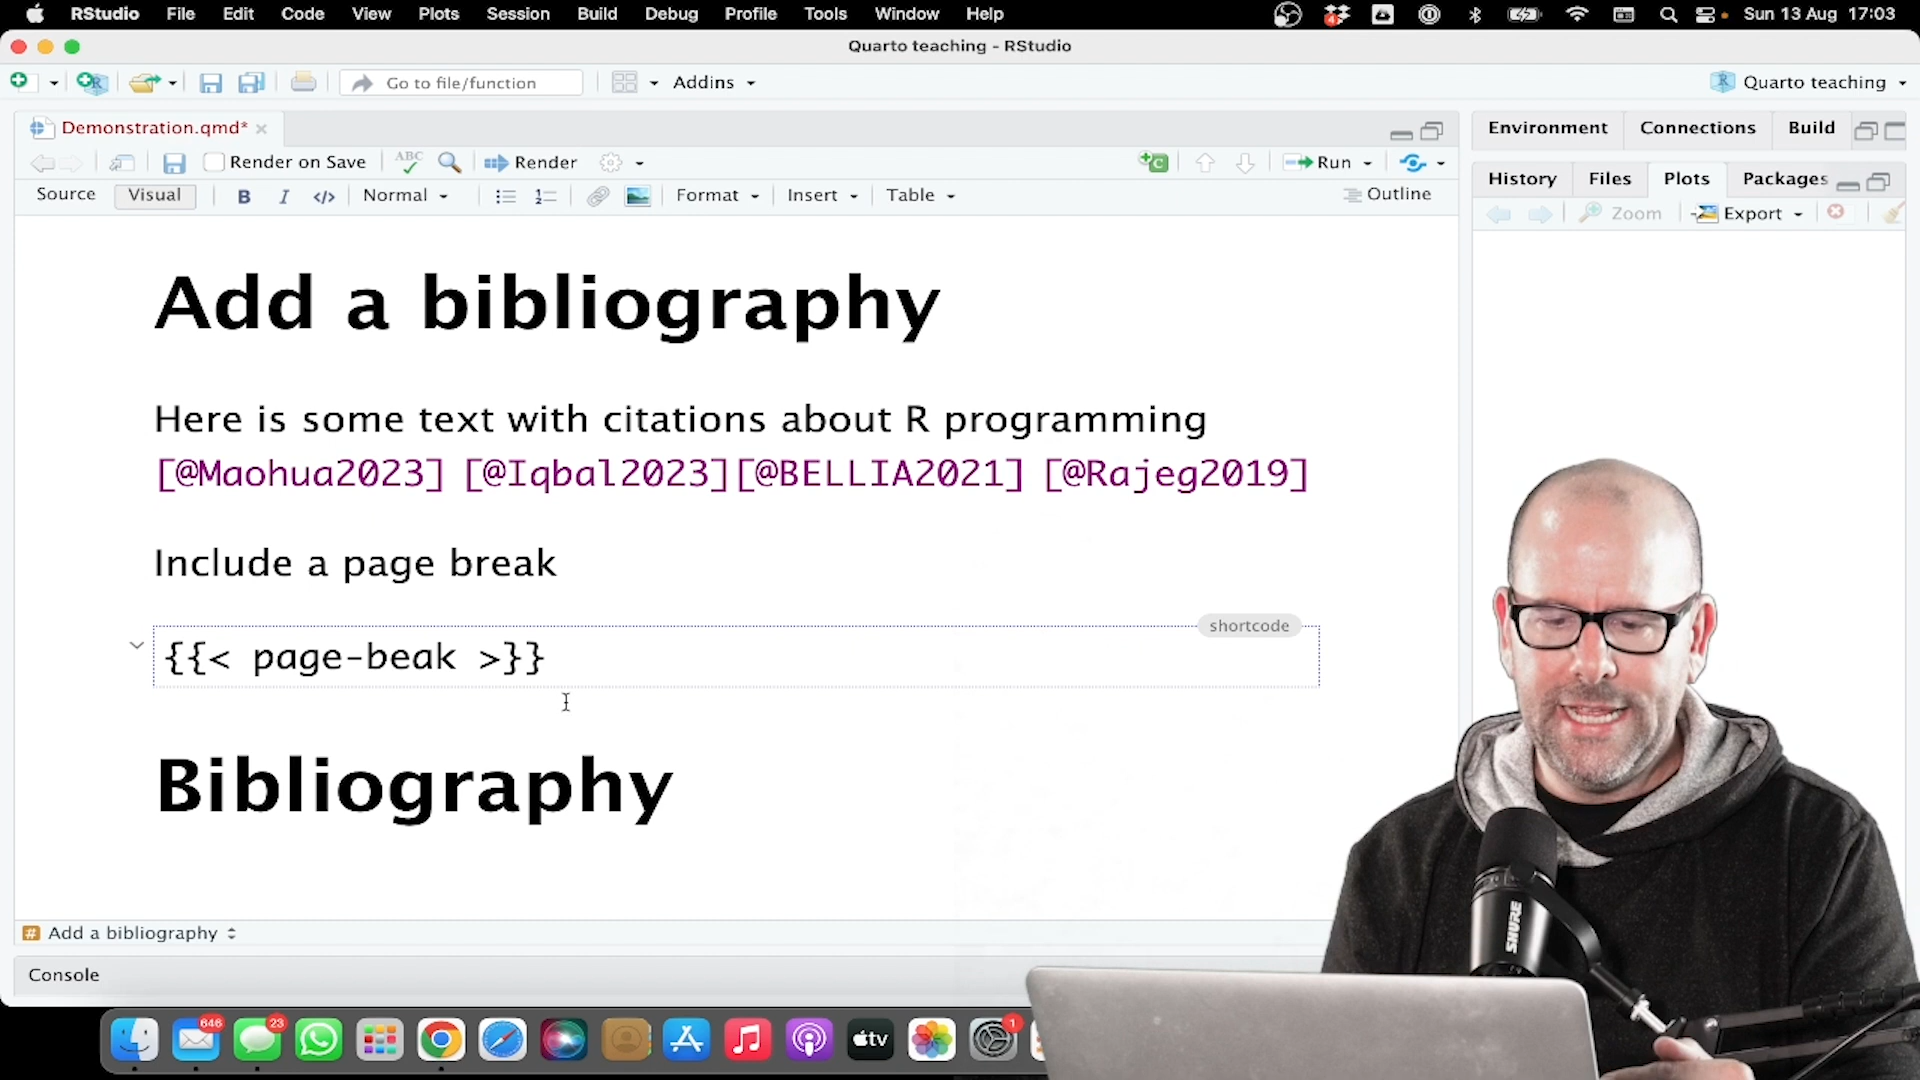 RStudio File Edit Code View Plots Session Build Debug Profile Tools Window Help Sun 13 Aug 17:03
Quarto teaching - RStudio
Go to file/function Addins Quarto teaching
Demonstration.qmd* Environment Connections Build
Render on Save ABC Render Run
History Files Plots Packages
Source Visual B I </> Normal Format Insert Table Outline
Zoom Export
Add a bibliography
Here is some text with citations about R programming
[@Maohua2023] [@Iqbal2023][@BELLIA2021] [@Rajeg2019]
Include a page break
shortcode
{{< page-beak >}}
Bibliography
# Add a bibliography
Console
SHURE
646 23 tv 1